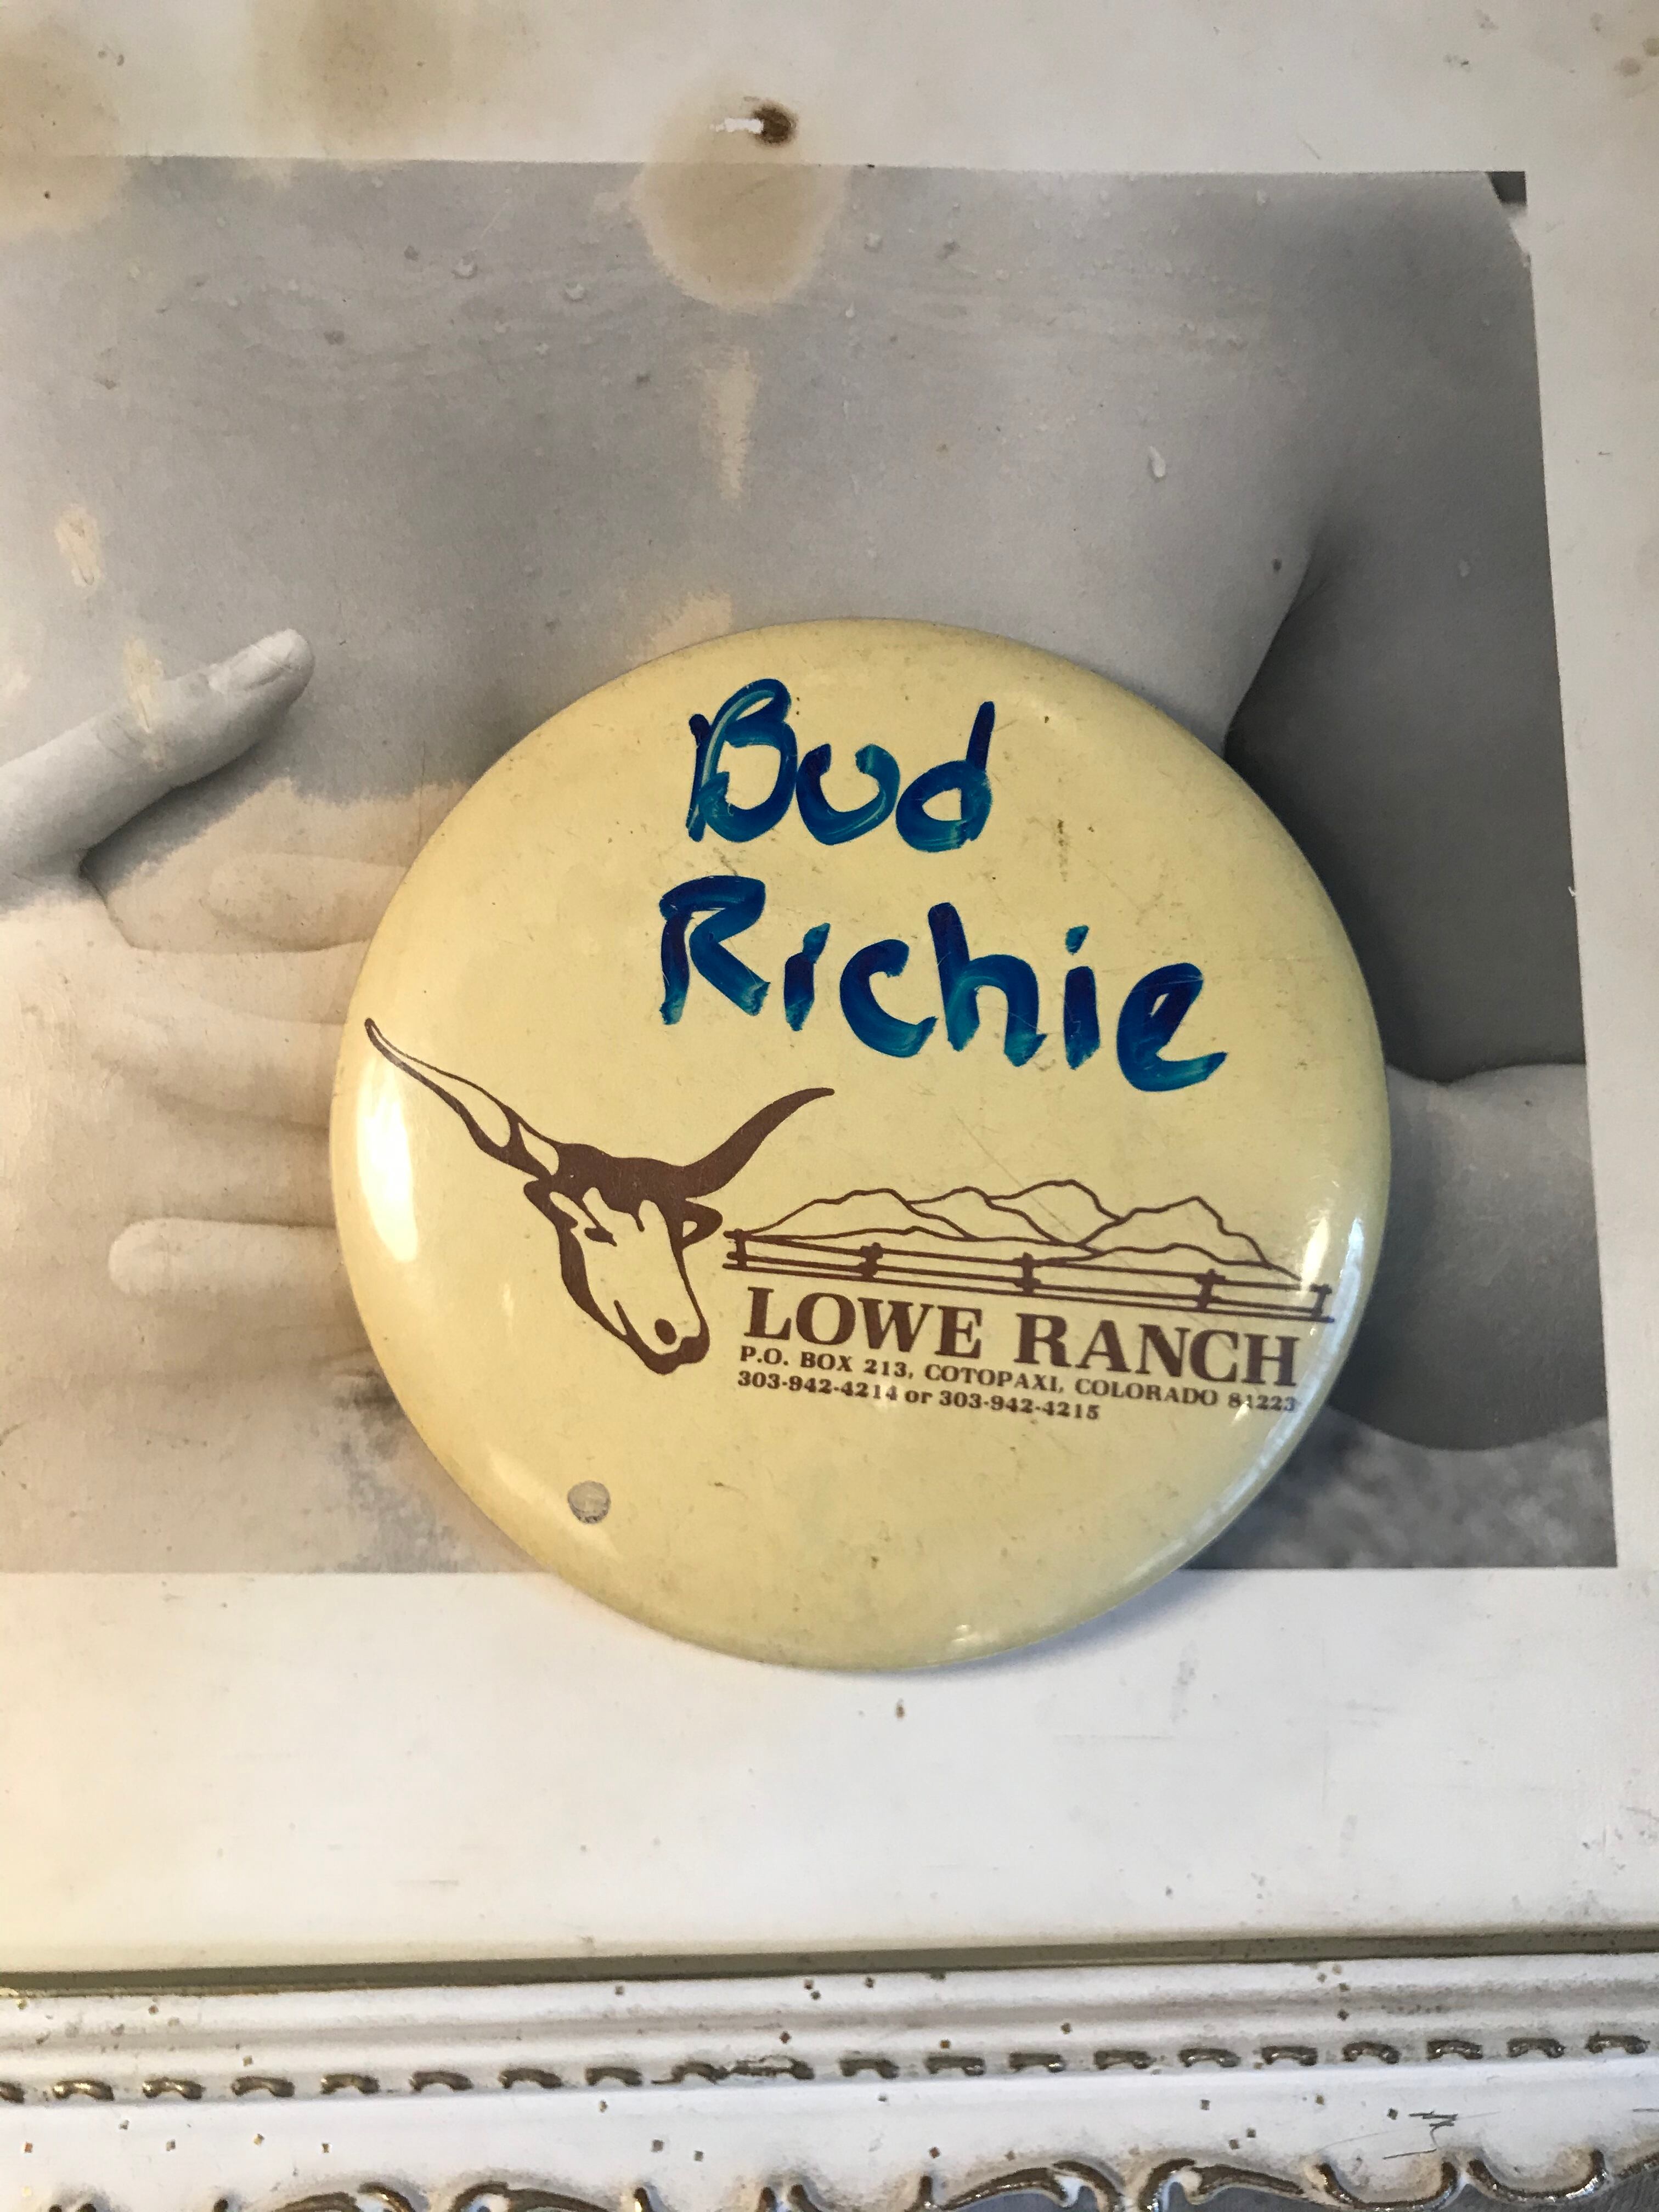 Bud
Richie
LOWE RANCH
P.O. BOX 213, COTOPAXI, COLORADO 81223
303-942-4214 or 303-942-4215